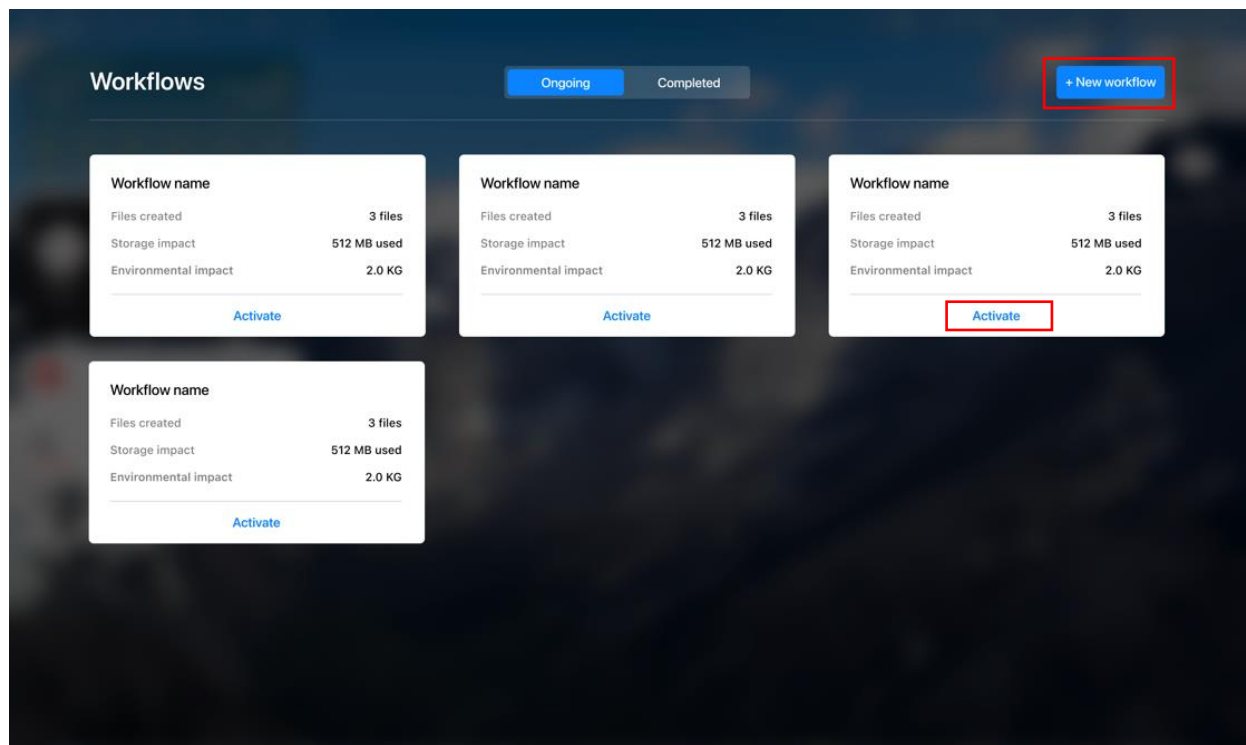 Workflows
Ongoing Completed
+ New workflow
Workflow name
Files created 3 files
Storage impact 512 MB used
Environmental impact 2.0 KG
Activate
Workflow name
Files created 3 files
Storage impact 512 MB used
Environmental impact 2.0 KG
Activate
Workflow name
Files created 3 files
Storage impact 512 MB used
Environmental impact 2.0 KG
Activate
Workflow name
Files created 3 files
Storage impact 512 MB used
Environmental impact 2.0 KG
Activate